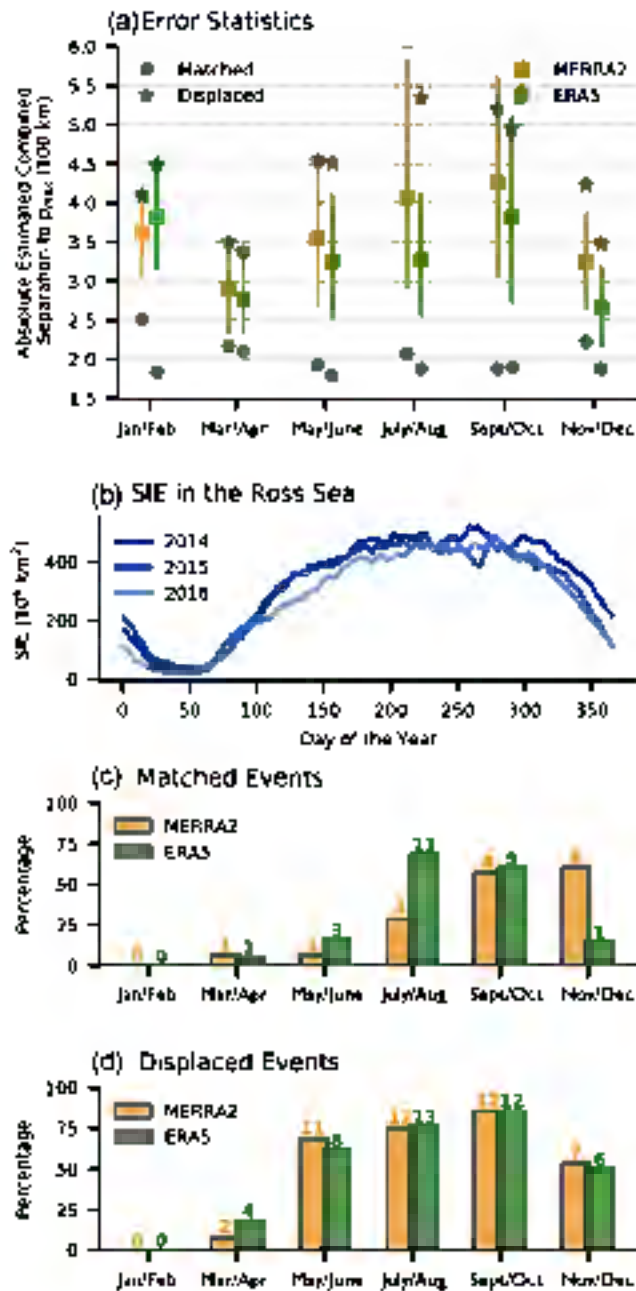 (a) Error Statistics
Absolute Estimated Combined
Separation to pmax (100 km)
6.0
5.5
5.0
4.5
4.0
3.5
3.0
2.5
2.0
1.5
Matched
Displaced
MERRA2
ERA5
Jan/Feb Mar/Apr May/June July/Aug Sept/Oct Nov/Dec
(b) SIE in the Ross Sea
400
200
0
2014
2015
2016
0 50 100 150 200 250 300 350
Day of the Year
(c) Matched Events
Percentage
100
75
50
25
0
MERRA2
ERA5
0 1 1 11 3
Jan/Feb Mar/Apr May/June July/Aug Sept/Oct Nov/Dec
(d) Displaced Events
Percentage
100
75
50
25
0
MERRA2
ERA5
0 0 2 4 11 8 12 13 12 6
Jan/Feb Mar/Apr May/June July/Aug Sept/Oct Nov/Dec